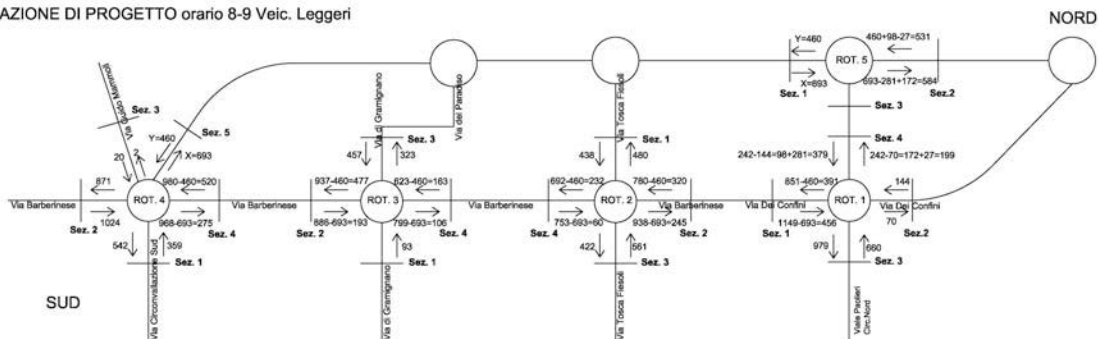 AZIONE DI PROGETTO orario 8-9 Veic. Leggeri
NORD
Y=460
460+98-27=531
ROT. 5
X=693
693-281+172=584
Sez. 1
Sez.2
Via Guido Mammoli
Sez. 3
Sez. 5
Y=460
X=693
20
2
Via di Gramignano
Via del Paradiso
Via Tosca Fiesoli
Sez. 3
Sez. 1
Sez. 3
Sez. 4
457
323
438
480
242-144=98+281=379
242-70=172+27=199
871
980-460=520
937-460=477
623-460=163
692-460=232
780-460=320
851-460=391
144
Via Barberinese
ROT. 4
Via Barberinese
ROT. 3
Via Barberinese
ROT. 2
Via Barberinese
Via Dei Confini
ROT. 1
Via Dei Confini
1024
968-693=275
886-693=193
799-693=106
753-693=60
938-693=245
1149-693=456
70
Sez. 2
Sez. 4
Sez. 2
Sez. 4
Sez. 4
Sez. 2
Sez. 1
Sez. 2
542
359
93
422
561
979
660
Sez. 1
Sez. 1
Sez. 3
Sez. 3
SUD
Via Circonvallazione Sud
Via di Gramignano
Via Tosca Fiesoli
Viale Paolieri
Circ.Nord